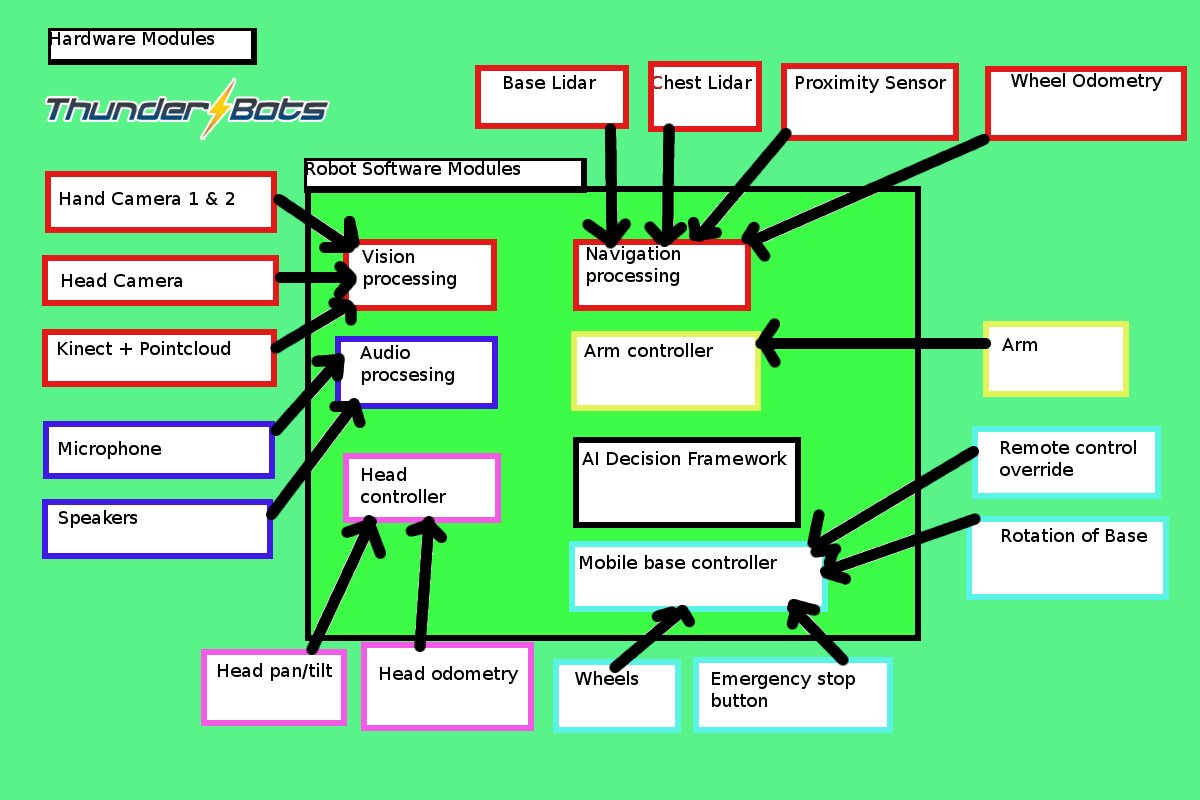 Hardware Modules
ThunderBots
Base Lidar
Chest Lidar
Proximity Sensor
Wheel Odometry
Robot Software Modules
Hand Camera 1 & 2
Head Camera
Kinect + Pointcloud
Microphone
Speakers
Vision
processing
Navigation
processing
Audio
procsesing
Arm controller
Arm
Head
controller
AI Decision Framework
Remote control
override
Mobile base controller
Rotation of Base
Head pan/tilt
Head odometry
Wheels
Emergency stop
button